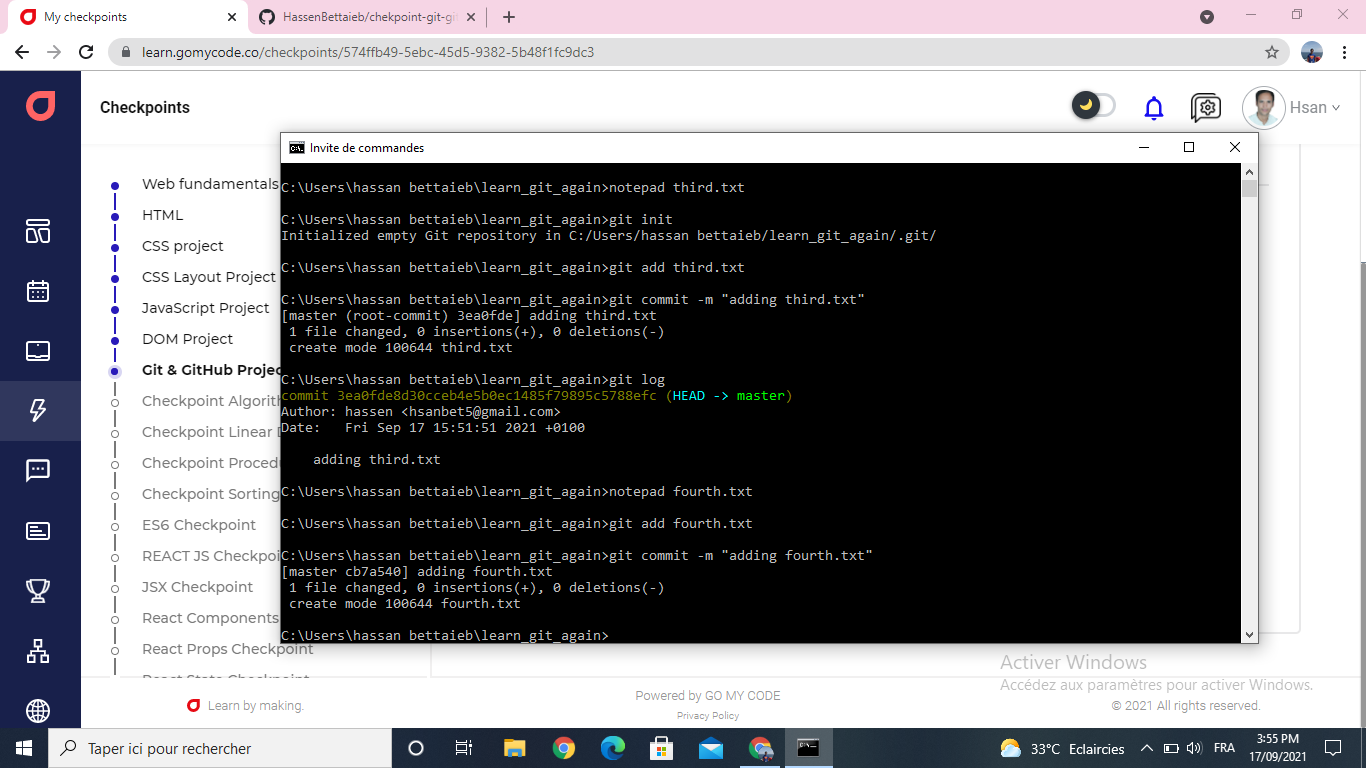 My checkpoints
HassenBettaieb/chekpoint-git-gi
learn.gomycode.co/checkpoints/574ffb49-5ebc-45d5-9382-5b48f1fc9dc3
Checkpoints
Hsan
Web fundamentals
HTML
CSS project
CSS Layout Project
JavaScript Project
DOM Project
Git & GitHub Projec
Checkpoint Algorith
Checkpoint Linear D
Checkpoint Procedu
Checkpoint Sorting
ES6 Checkpoint
REACT JS Checkpoi
JSX Checkpoint
React Components
React Props Checkpoint
React State Checkpoint
Invite de commandes
C:\Users\hassan bettaieb\learn_git_again>notepad third.txt
C:\Users\hassan bettaieb\learn_git_again>git init
Initialized empty Git repository in C:/Users/hassan bettaieb/learn_git_again/.git/
C:\Users\hassan bettaieb\learn_git_again>git add third.txt
C:\Users\hassan bettaieb\learn_git_again>git commit -m "adding third.txt"
[master (root-commit) 3ea0fde] adding third.txt
1 file changed, 0 insertions(+), 0 deletions(-)
create mode 100644 third.txt
C:\Users\hassan bettaieb\learn_git_again>git log
commit 3ea0fde8d30cceb4e5b0ec1485f79895c5788efc (HEAD -> master)
Author: hassen <hsanbet5@gmail.com>
Date:   Fri Sep 17 15:51:51 2021 +0100
adding third.txt
C:\Users\hassan bettaieb\learn_git_again>notepad fourth.txt
C:\Users\hassan bettaieb\learn_git_again>git add fourth.txt
C:\Users\hassan bettaieb\learn_git_again>git commit -m "adding fourth.txt"
[master cb7a540] adding fourth.txt
1 file changed, 0 insertions(+), 0 deletions(-)
create mode 100644 fourth.txt
C:\Users\hassan bettaieb\learn_git_again>
Activer Windows
Accédez aux paramètres pour activer Windows.
Learn by making.
Powered by GO MY CODE
Privacy Policy
© 2021 All rights reserved.
Taper ici pour rechercher
33°C Eclaircies
FRA
3:55 PM
17/09/2021